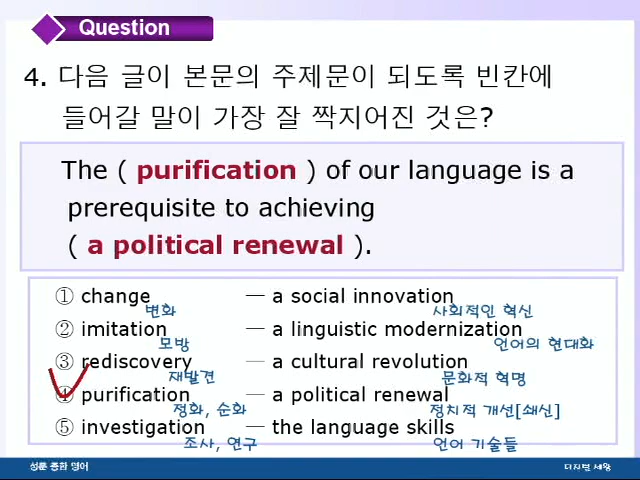 Question
4. 다음 글이 본문의 주제문이 되도록 빈칸에
들어갈 말이 가장 잘 짝지어진 것은?
The ( purification ) of our language is a
prerequisite to achieving
( a political renewal ).
① change — a social innovation
변화 사회적인 혁신
② imitation — a linguistic modernization
모방 언어의 현대화
③ rediscovery — a cultural revolution
재발견 문화적 혁명
④ purification — a political renewal
정화, 순화 정치적 개선[쇄신]
⑤ investigation — the language skills
조사, 연구 언어 기술들
성문 종합 영어 디지털 세왕